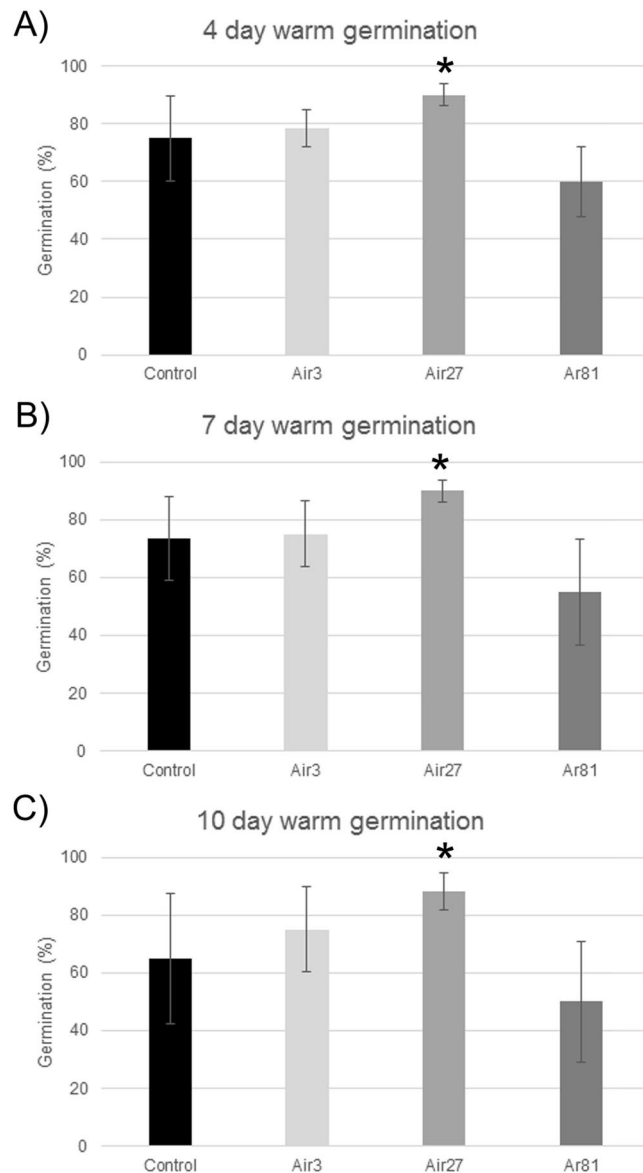 A)
4 day warm germination
*
100
80
60
40
20
0
Germination (%)
Control Air3 Air27 Ar81
B)
7 day warm germination
*
100
80
60
40
20
0
Germination (%)
Control Air3 Air27 Ar81
C)
10 day warm germination
*
100
80
60
40
20
0
Germination (%)
Control Air3 Air27 Ar81